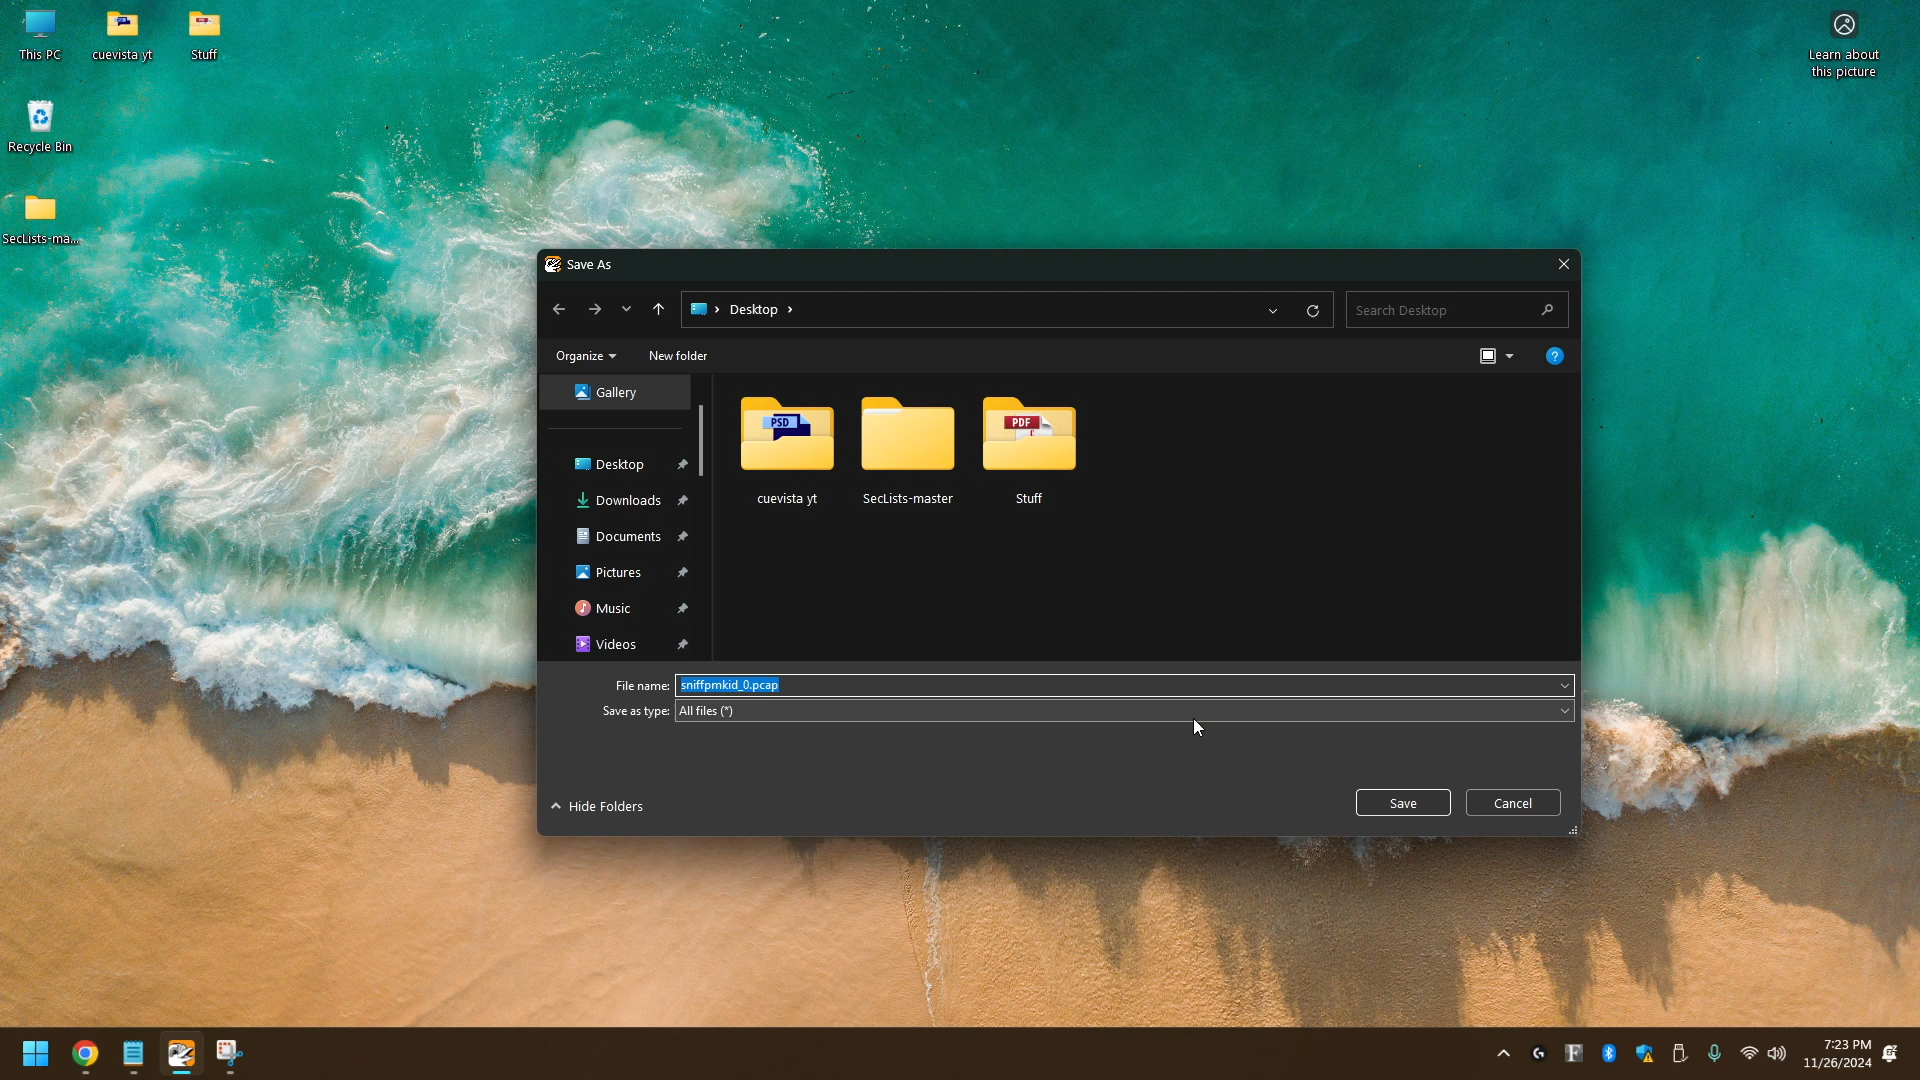 This PC
cuevista yt
Stuff
Learn about
this picture
Recycle Bin
SecLists-ma...
Save As
Desktop
Search Desktop
Organize
New folder
?
Gallery
Desktop
Downloads
Documents
Pictures
Music
Videos
PSD
PDF
cuevista yt
SecLists-master
Stuff
File name:
sniffpmkid_0.pcap
Save as type:
All files (*)
Hide Folders
Save
Cancel
7:23 PM
11/26/2024